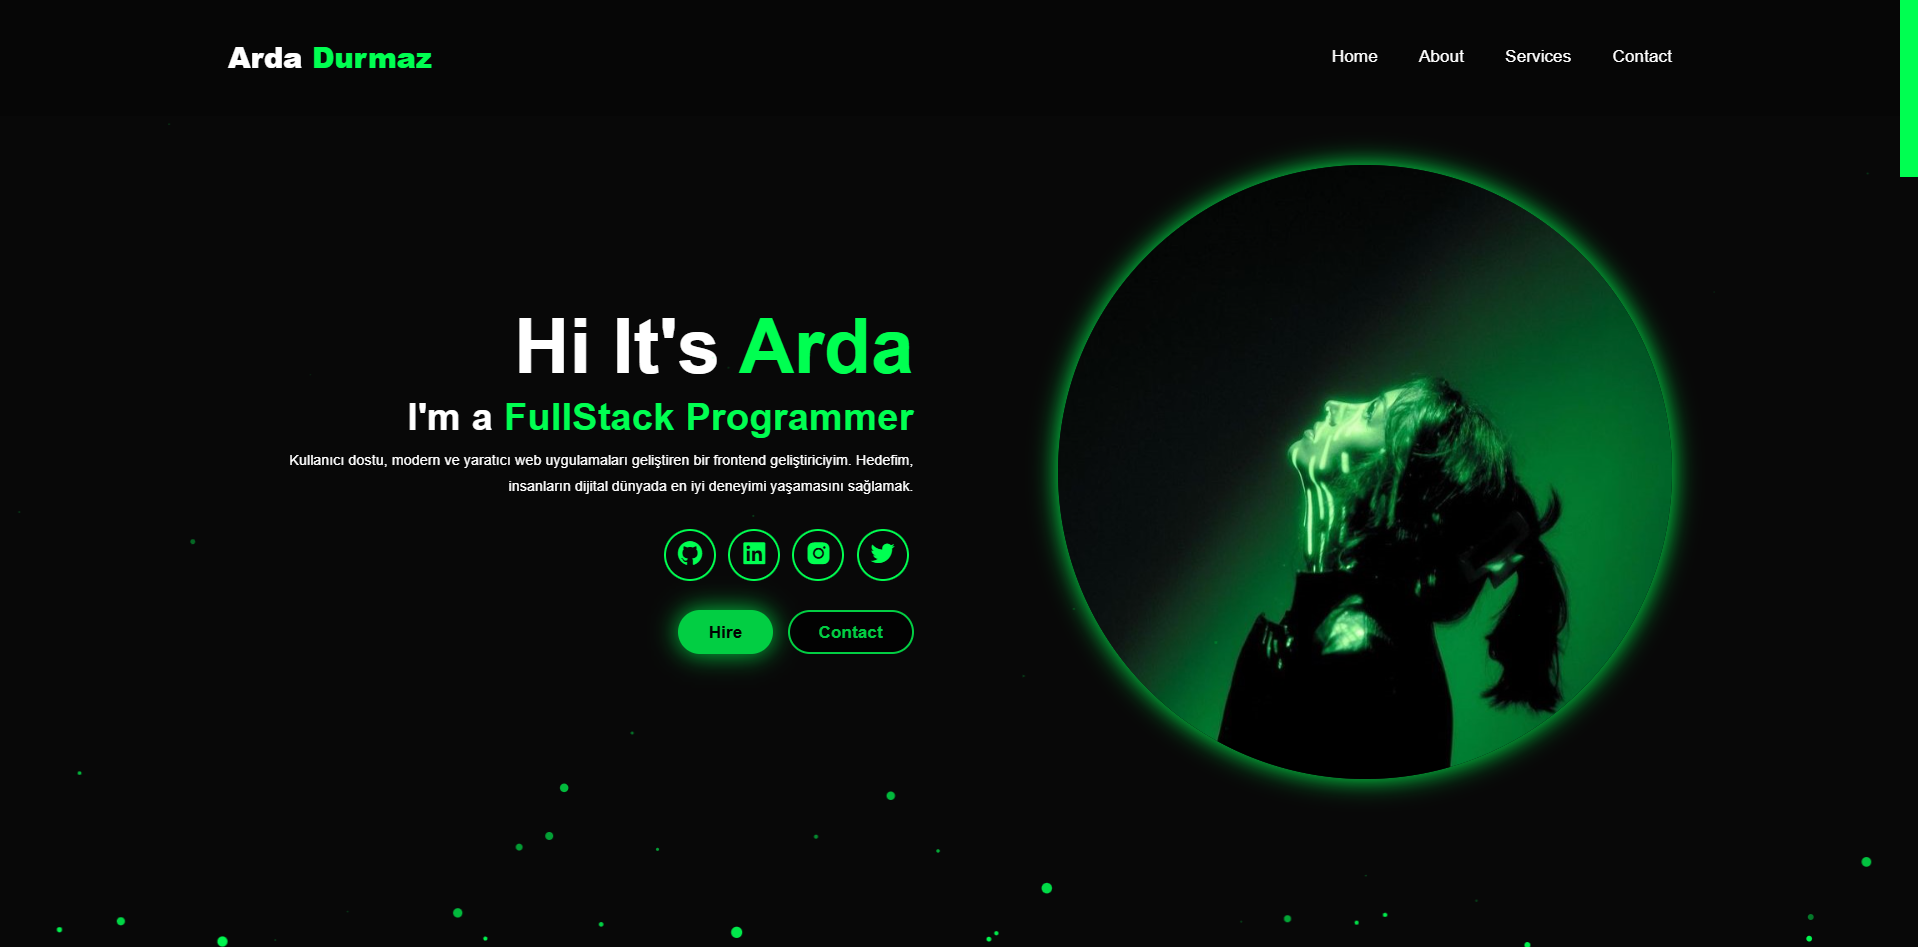 Arda Durmaz
Home About Services Contact
Hi It's Arda
I'm a FullStack Programmer
Kullanıcı dostu, modern ve yaratıcı web uygulamaları geliştiren bir frontend geliştiriciyim. Hedefim,
insanların dijital dünyada en iyi deneyimi yaşamasını sağlamak.
Hire Contact